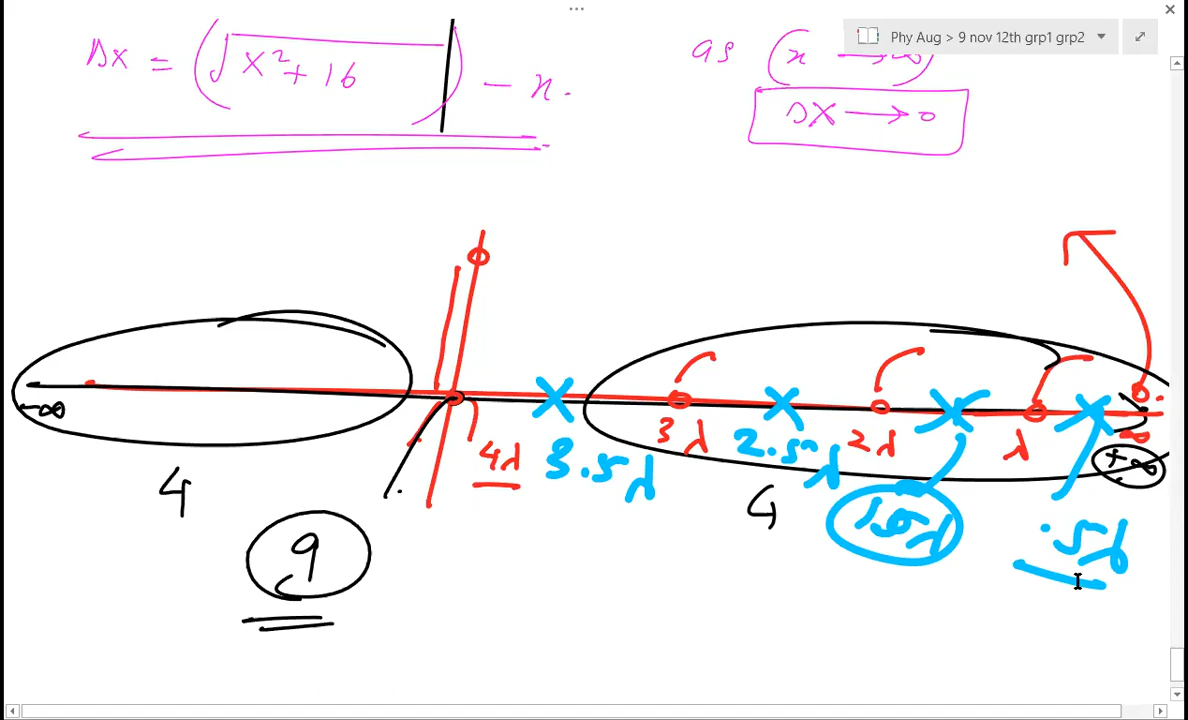 Phy Aug > 9 nov 12th grp1 grp2
Δx = (√x²+16) - x.
as (x → ∞)
Δx → 0
-∞
4λ
3.5λ
3λ
2.5λ
2λ
1.5λ
λ
.5λ
0.
∞
+∞
4
4
9